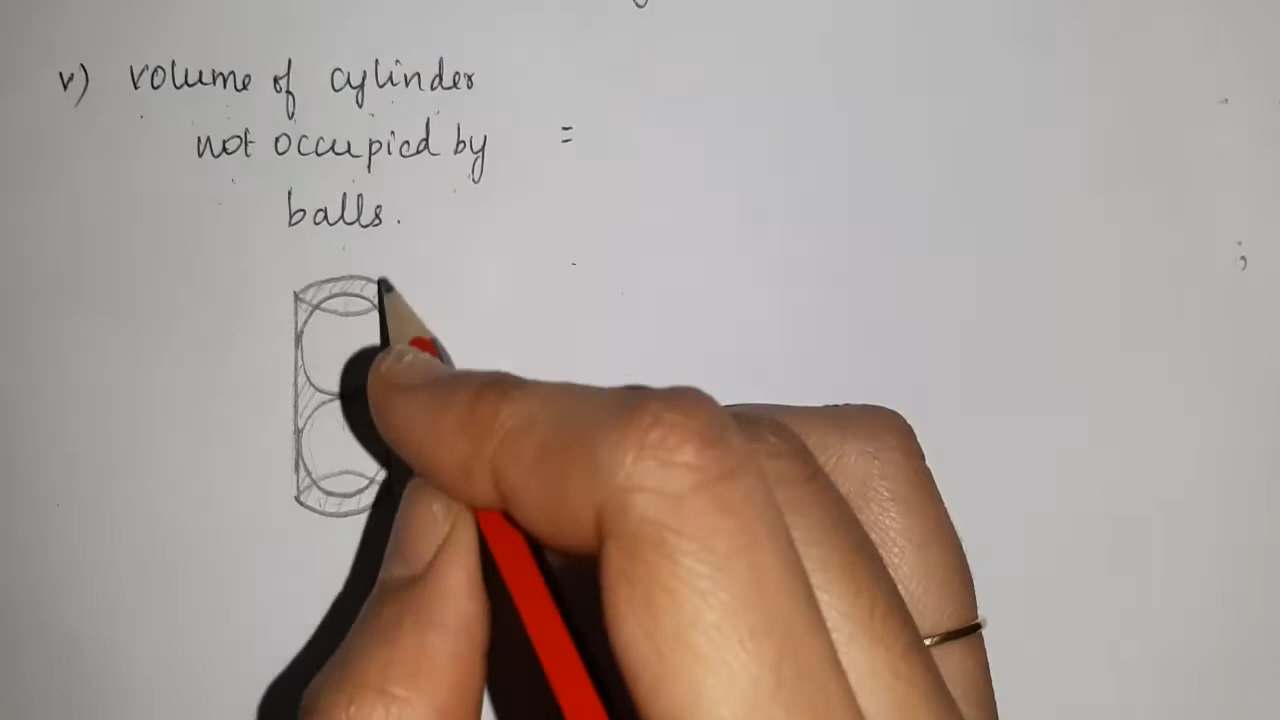 v) volume of cylinder
not occupied by =
balls.